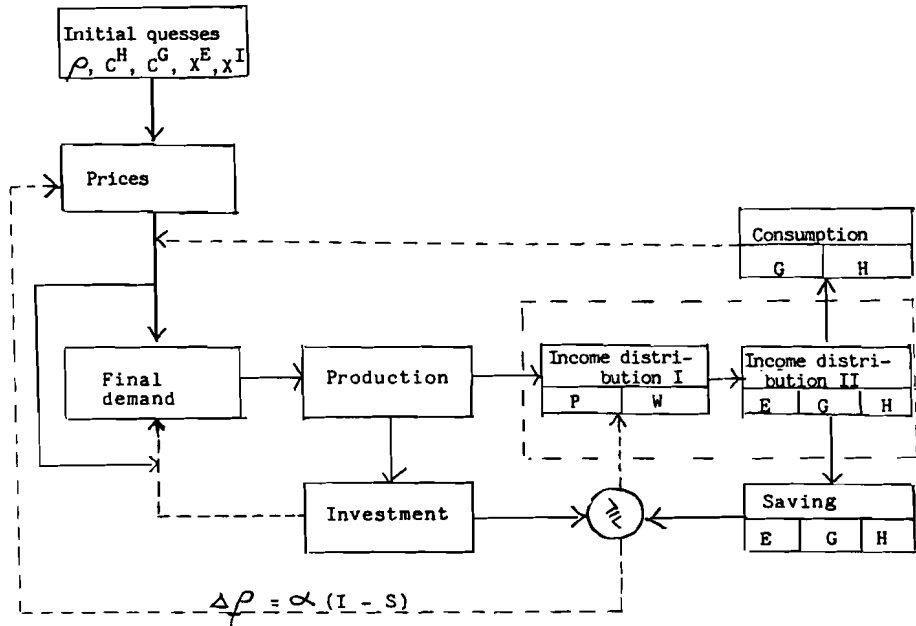 Initial quesses
ρ, C^H, C^G, X^E, X^I
Prices
Consumption
G H
Final
demand
Production
Income distri-
bution I
P W
Income distri-
bution II
E G H
Investment
Saving
E G H
Δρ = α (I - S)